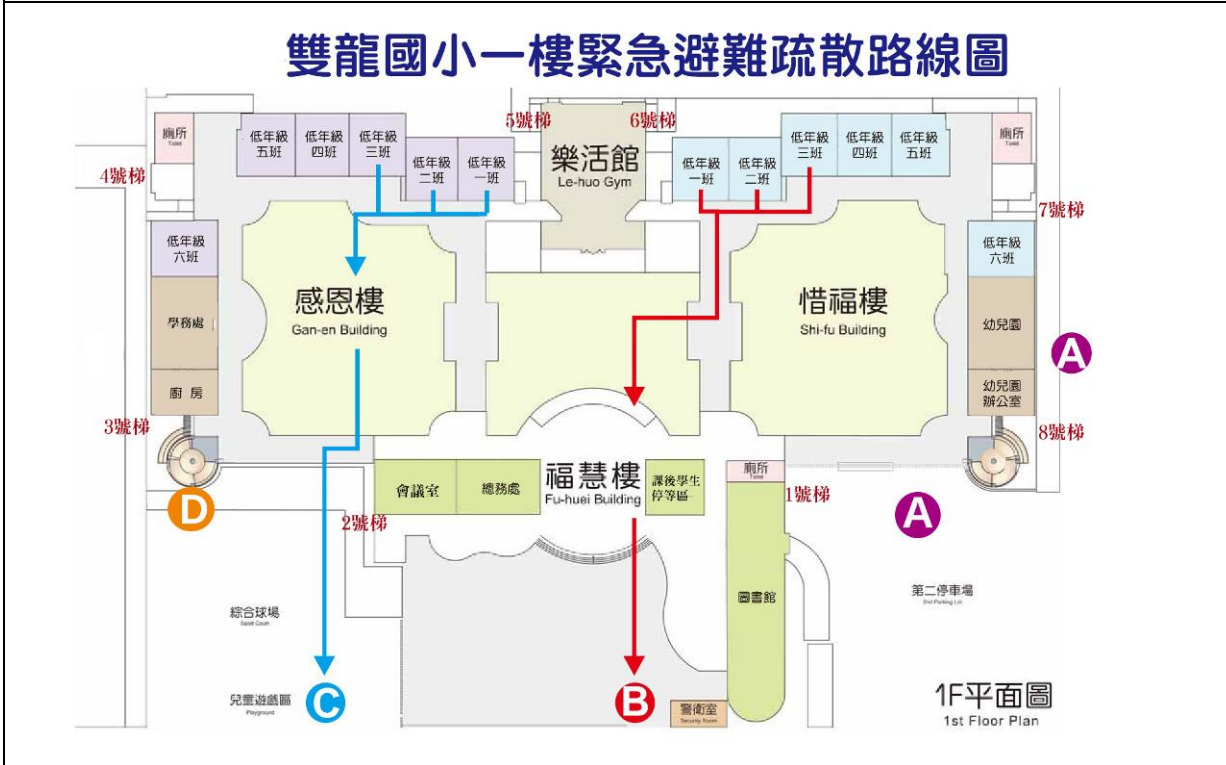 雙龍國小一樓緊急避難疏散路線圖
5號梯
6號梯
廁所
Toilet
低年級
五班
低年級
四班
低年級
三班
低年級
二班
低年級
一班
樂活館
Le-huo Gym
低年級
一班
低年級
二班
低年級
三班
低年級
四班
低年級
五班
廁所
Toilet
4號梯
7號梯
低年級
六班
低年級
六班
感恩樓
Gan-en Building
惜福樓
Shi-fu Building
學務處
幼兒園
A
廚房
幼兒園
辦公室
3號梯
8號梯
D
會議室
總務處
福慧樓
Fu-huei Building
課後學生
停等區
廁所
Toilet
2號梯
1號梯
A
圖書館
第二停車場
2nd Parking Lot
綜合球場
兒童遊戲區
Playground
C
B
警衛室
Security Room
1F平面圖
1st Floor Plan